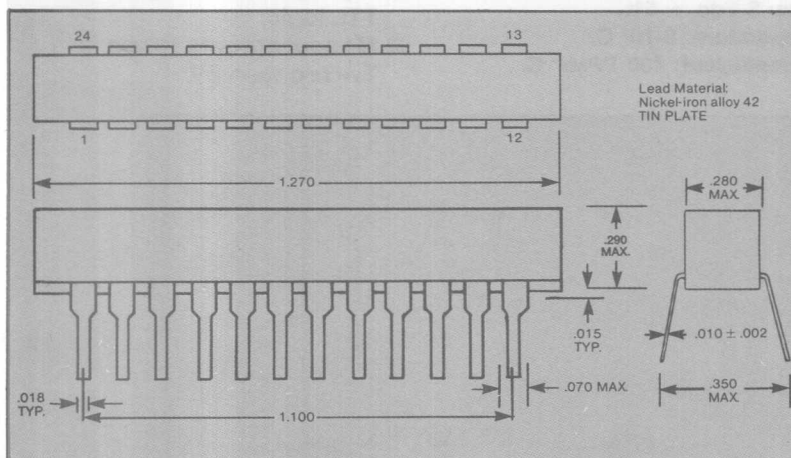 24
13
Lead Material:
Nickel-iron alloy 42
TIN PLATE
1
12
1.270
.280
MAX.
.290
MAX.
.015
TYP.
.010 ± .002
.018
TYP.
.070 MAX.
.350
MAX.
1.100